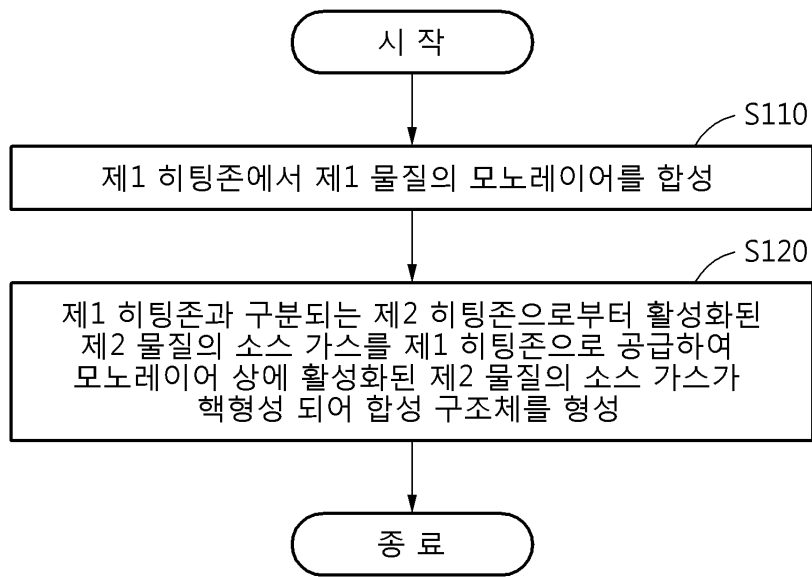 시 작
S110
제1 히팅존에서 제1 물질의 모노레이어를 합성
S120
제1 히팅존과 구분되는 제2 히팅존으로부터 활성화된
제2 물질의 소스 가스를 제1 히팅존으로 공급하여
모노레이어 상에 활성화된 제2 물질의 소스 가스가
핵형성 되어 합성 구조체를 형성
종 료